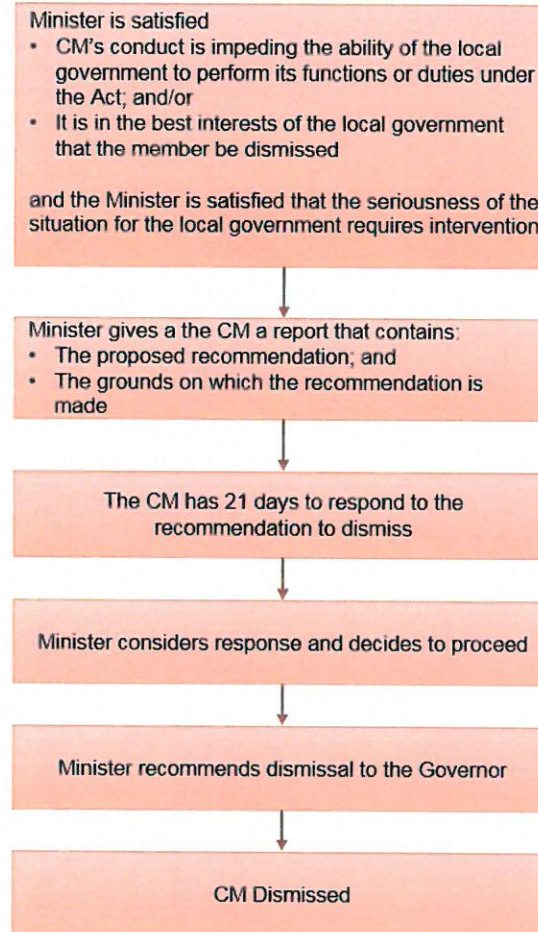 Minister is satisfied
• CM's conduct is impeding the ability of the local
government to perform its functions or duties under
the Act; and/or
• It is in the best interests of the local government
that the member be dismissed
and the Minister is satisfied that the seriousness of the
situation for the local government requires intervention
Minister gives a the CM a report that contains:
• The proposed recommendation; and
• The grounds on which the recommendation is
made
The CM has 21 days to respond to the
recommendation to dismiss
Minister considers response and decides to proceed
Minister recommends dismissal to the Governor
CM Dismissed